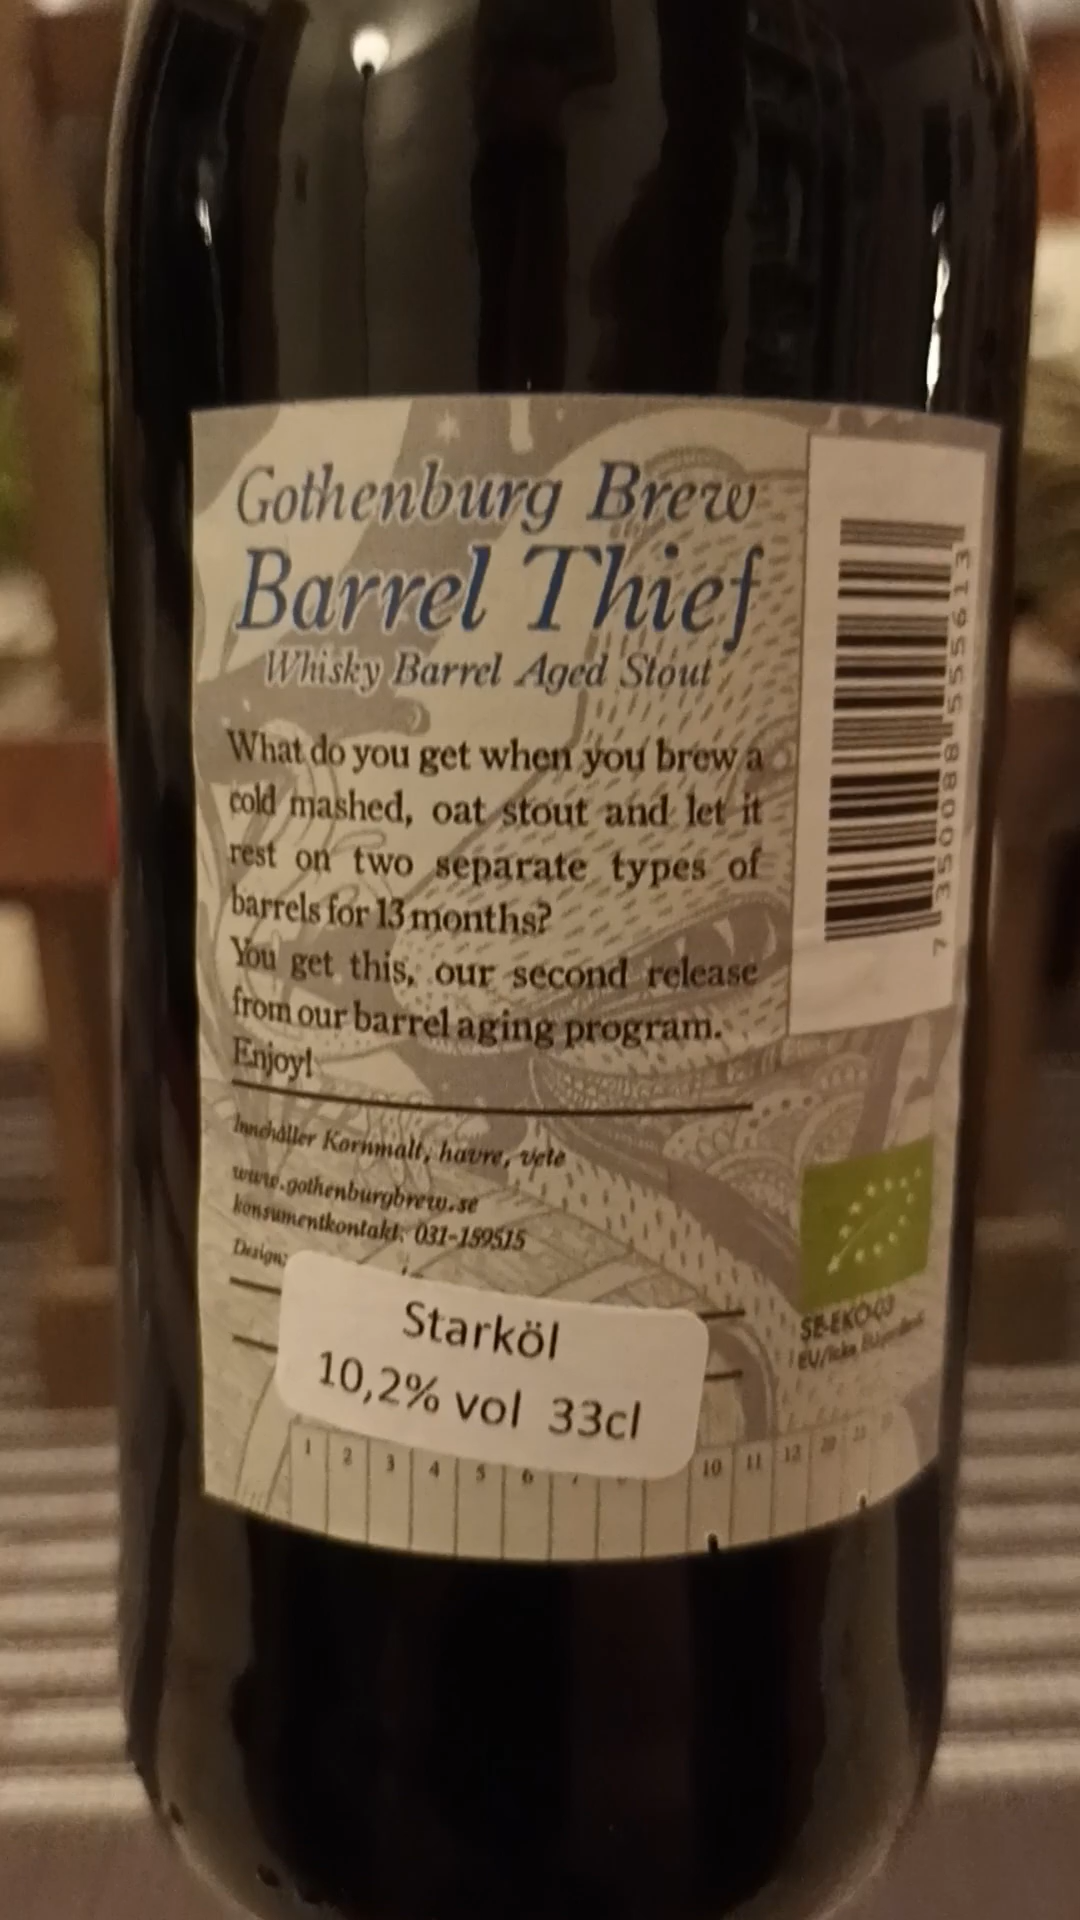 Gothenburg Brew
Barrel Thief
Whisky Barrel Aged Stout
What do you get when you brew a
cold mashed, oat stout and let it
rest on two separate types of
barrels for 13 months?
You get this, our second release
from our barrel aging program.
Enjoy!
Innehåller Kornmalt, havre, vete
www.gothenburgbrew.se
konsumentkontakt: 031-159515
Design:
Starköl
10,2% vol 33cl
1 2 3 4 5 6 10 11 12
7 350088 555613
SE-EKO-03